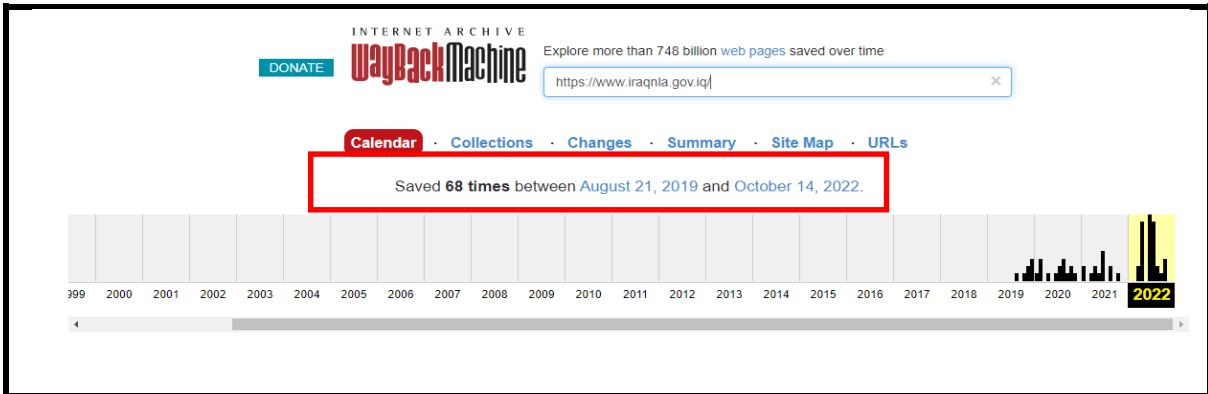 INTERNET ARCHIVE
DONATE
WayBackMachine
Explore more than 748 billion web pages saved over time
https://www.iraqnla.gov.iq/
×
Calendar · Collections · Changes · Summary · Site Map · URLs
Saved 68 times between August 21, 2019 and October 14, 2022.
999 2000 2001 2002 2003 2004 2005 2006 2007 2008 2009 2010 2011 2012 2013 2014 2015 2016 2017 2018 2019 2020 2021 2022